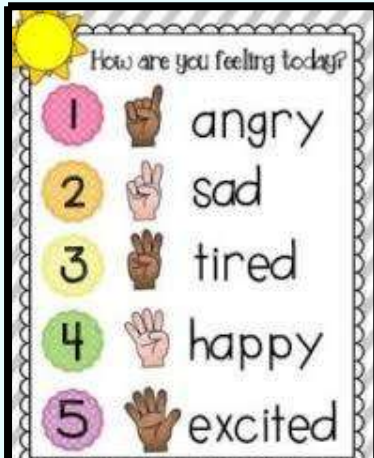 How are you feeling today?
1 angry
2 sad
3 tired
4 happy
5 excited